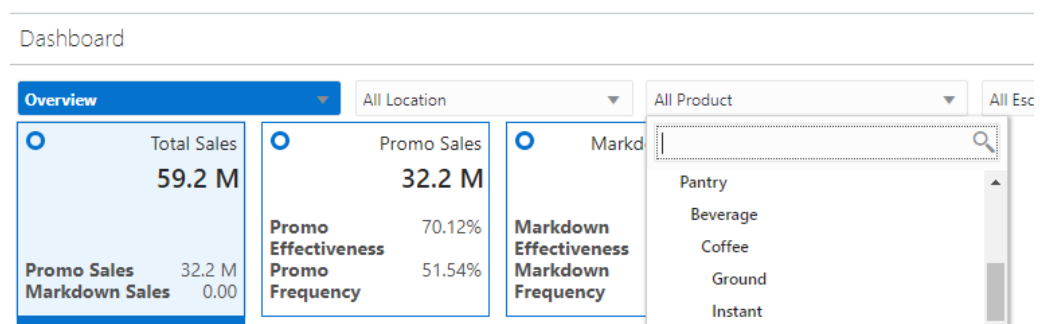 Dashboard
Overview
All Location
All Product
All Esc
Total Sales
59.2 M
Promo Sales 32.2 M
Markdown Sales 0.00
Promo Sales
32.2 M
Promo Effectiveness 70.12%
Promo Frequency 51.54%
Markd
Markdown
Effectiveness
Markdown
Frequency
Pantry
Beverage
Coffee
Ground
Instant